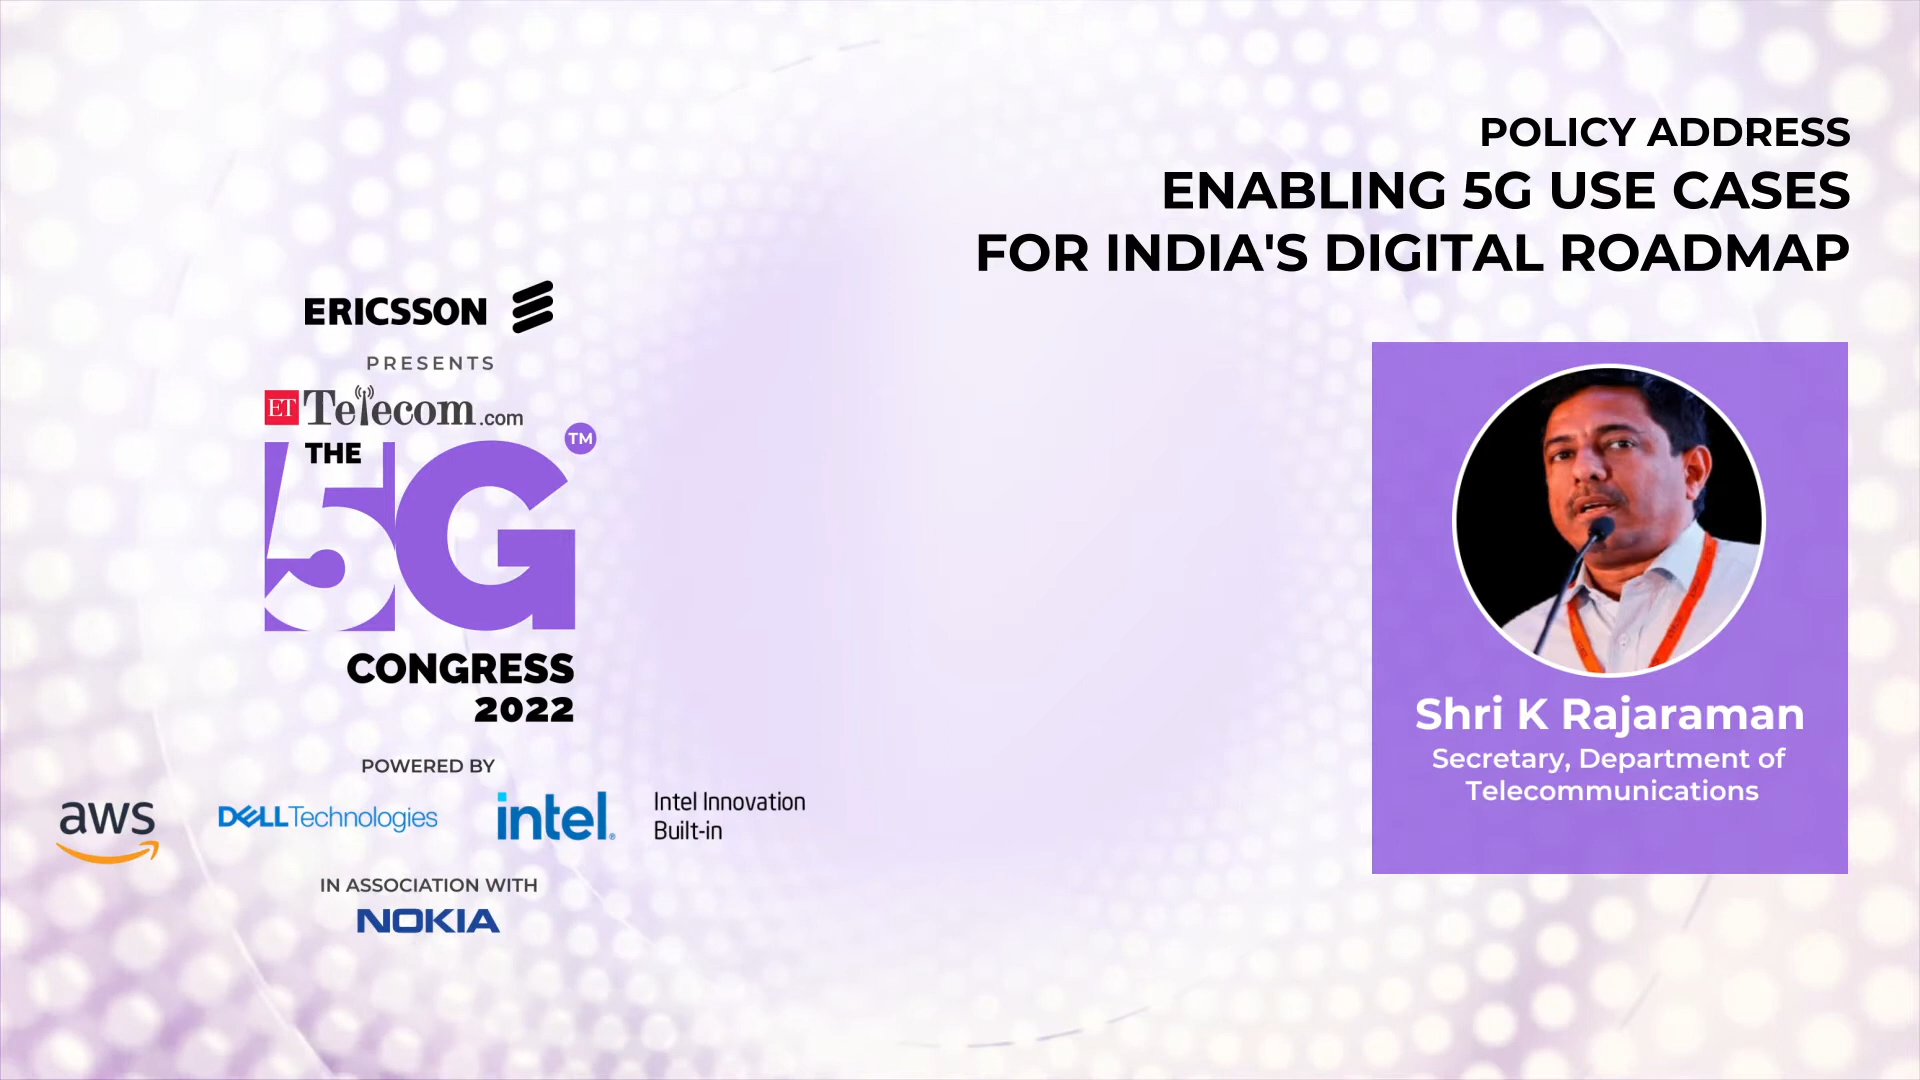 POLICY ADDRESS
ENABLING 5G USE CASES
FOR INDIA'S DIGITAL ROADMAP
ERICSSON
PRESENTS
ET Telecom.com
THE
5G TM
CONGRESS
2022
POWERED BY
aws
DELL Technologies
intel.
Intel Innovation
Built-in
IN ASSOCIATION WITH
NOKIA
Shri K Rajaraman
Secretary, Department of
Telecommunications